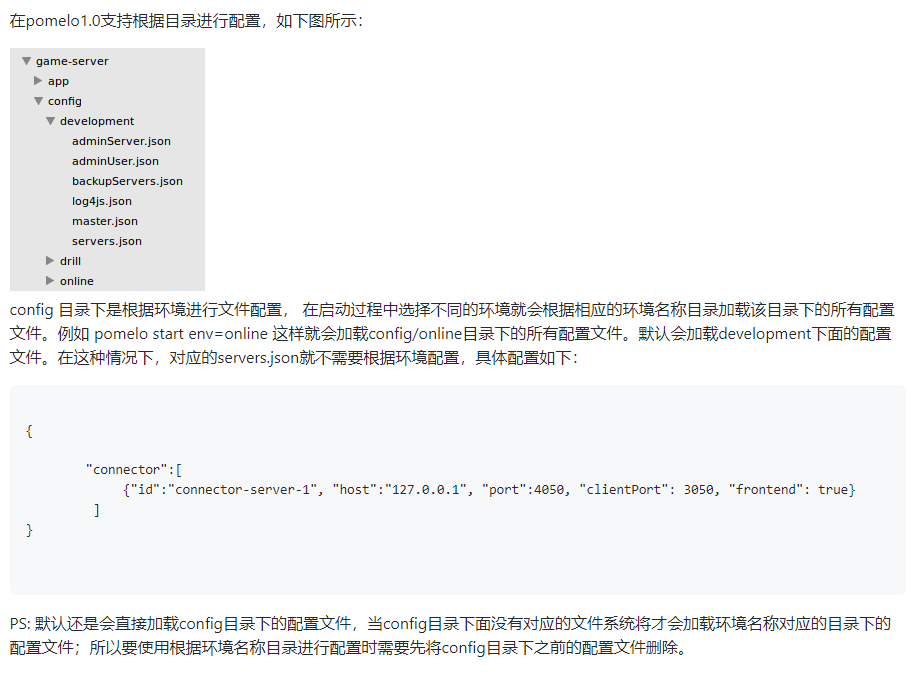 在pomelo1.0支持根据目录进行配置，如下图所示：
game-server
app
config
development
adminServer.json
adminUser.json
backupServers.json
log4js.json
master.json
servers.json
drill
online
config 目录下是根据环境进行文件配置， 在启动过程中选择不同的环境就会根据相应的环境名称目录加载该目录下的所有配置
文件。例如 pomelo start env=online 这样就会加载config/online目录下的所有配置文件。默认会加载development下面的配置
文件。在这种情况下，对应的servers.json就不需要根据环境配置，具体配置如下：
{
"connector":[
{"id":"connector-server-1", "host":"127.0.0.1", "port":4050, "clientPort": 3050, "frontend": true}
]
}
PS: 默认还是会直接加载config目录下的配置文件，当config目录下面没有对应的文件系统将才会加载环境名称对应的目录下的
配置文件；所以要使用根据环境名称目录进行配置时需要先将config目录下之前的配置文件删除。